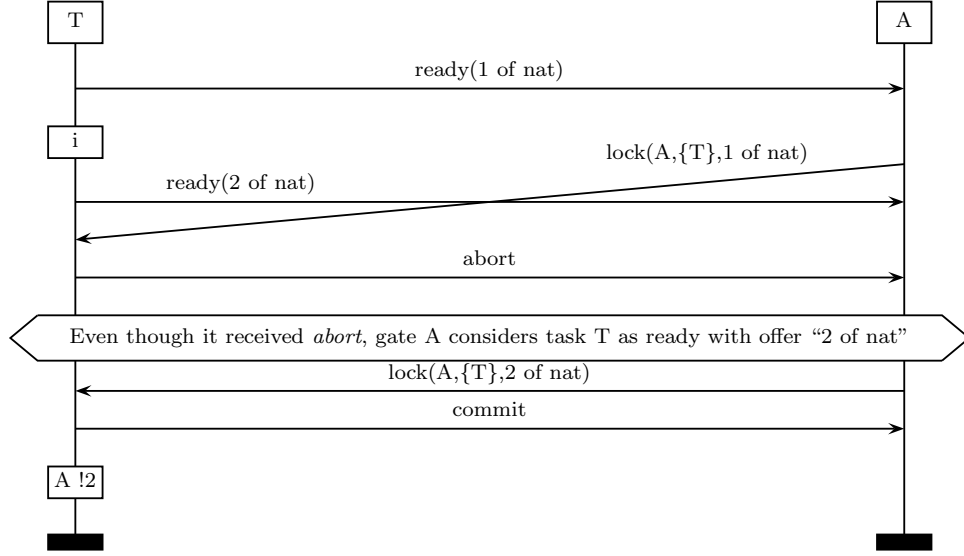 T
A
ready(1 of nat)
i
lock(A,{T},1 of nat)
ready(2 of nat)
abort
Even though it received abort, gate A considers task T as ready with offer “2 of nat”
lock(A,{T},2 of nat)
commit
A !2